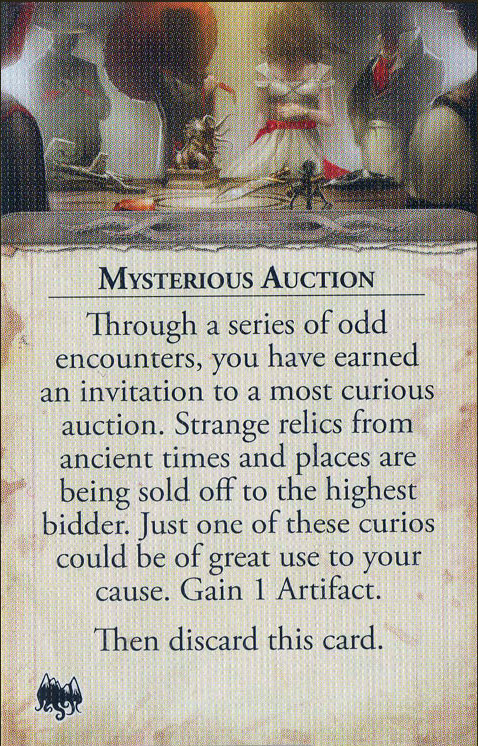 Mysterious Auction
Through a series of odd
encounters, you have earned
an invitation to a most curious
auction. Strange relics from
ancient times and places are
being sold off to the highest
bidder. Just one of these curios
could be of great use to your
cause. Gain 1 Artifact.
Then discard this card.